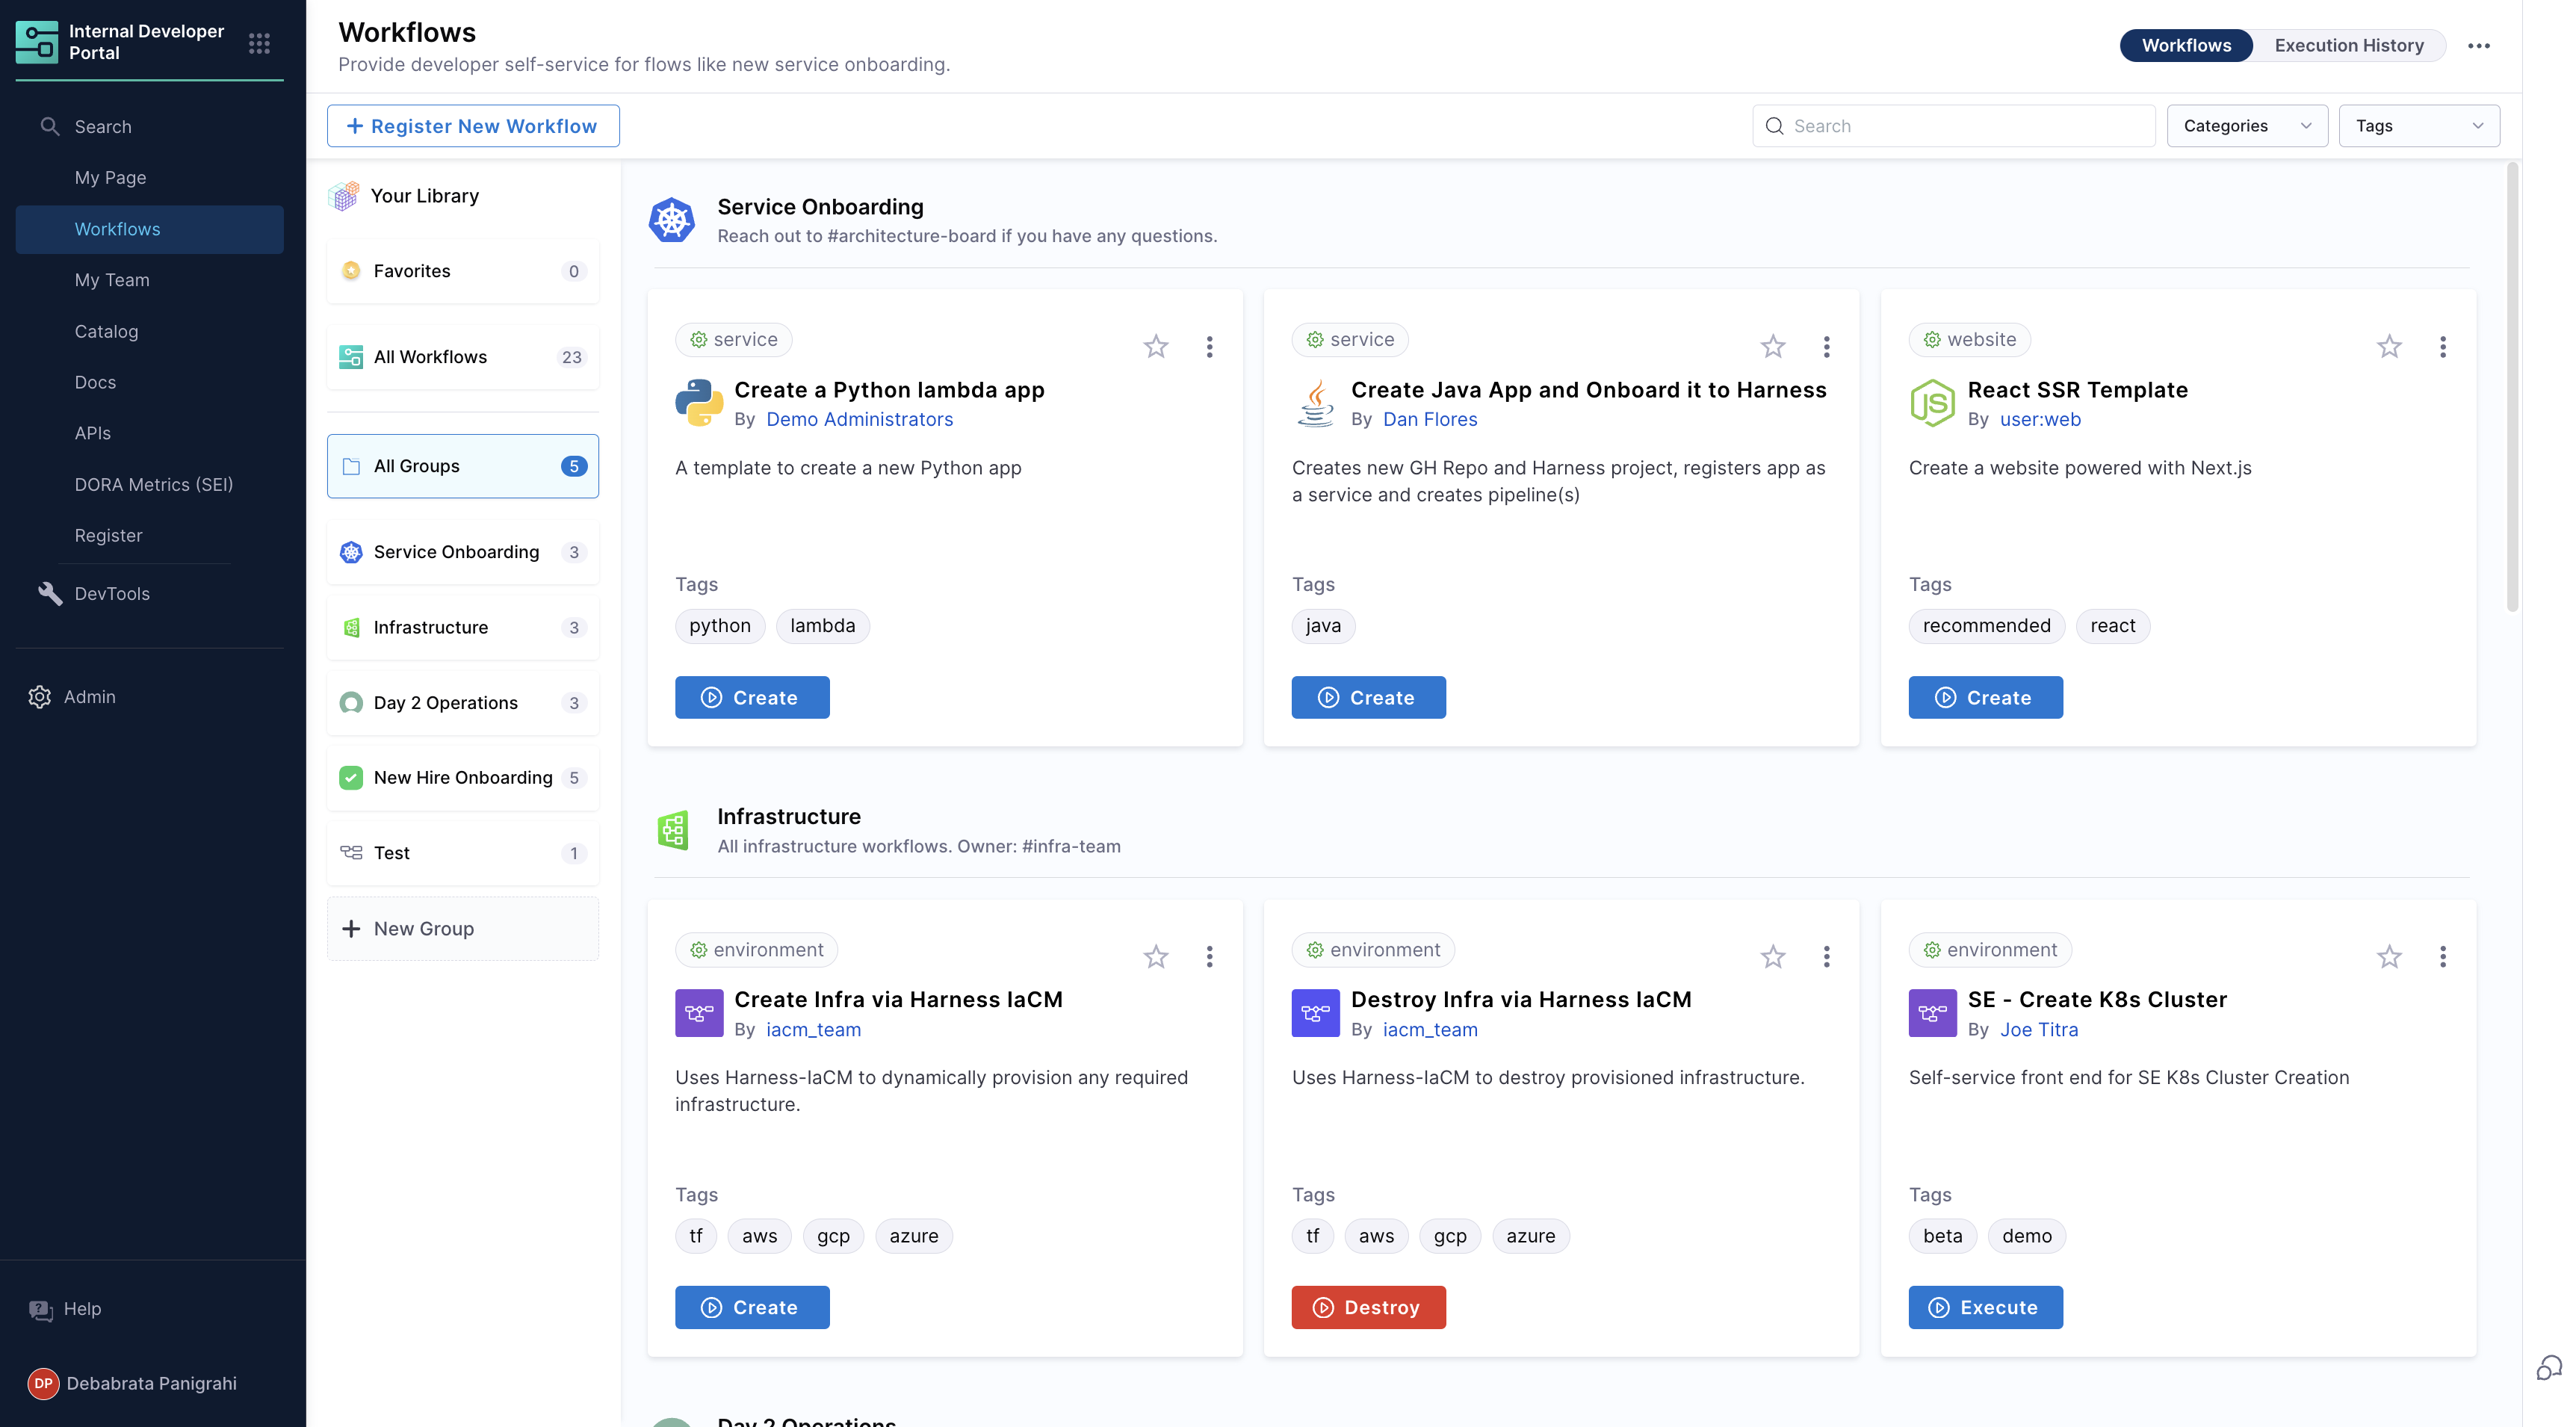 Internal Developer
Portal
Search
My Page
Workflows
My Team
Catalog
Docs
APIs
DORA Metrics (SEI)
Register
DevTools
Admin
Help
DP Debabrata Panigrahi
Workflows
Provide developer self-service for flows like new service onboarding.
Workflows Execution History
+ Register New Workflow
Search
Categories
Tags
Your Library
Favorites 0
All Workflows 23
All Groups 5
Service Onboarding 3
Infrastructure 3
Day 2 Operations 3
New Hire Onboarding 5
Test 1
+ New Group
Service Onboarding
Reach out to #architecture-board if you have any questions.
service
Create a Python lambda app
By Demo Administrators
A template to create a new Python app
Tags
python lambda
Create
service
Create Java App and Onboard it to Harness
By Dan Flores
Creates new GH Repo and Harness project, registers app as
a service and creates pipeline(s)
Tags
java
Create
website
JS
React SSR Template
By user:web
Create a website powered with Next.js
Tags
recommended react
Create
Infrastructure
All infrastructure workflows. Owner: #infra-team
environment
Create Infra via Harness IaCM
By iacm_team
Uses Harness-IaCM to dynamically provision any required
infrastructure.
Tags
tf aws gcp azure
Create
environment
Destroy Infra via Harness IaCM
By iacm_team
Uses Harness-IaCM to destroy provisioned infrastructure.
Tags
tf aws gcp azure
Destroy
environment
SE - Create K8s Cluster
By Joe Titra
Self-service front end for SE K8s Cluster Creation
Tags
beta demo
Execute
Day 2 Operations